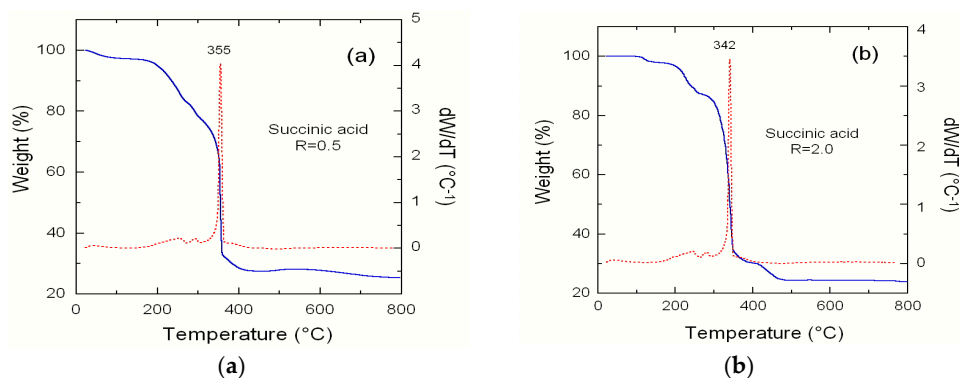 355
(a)
Succinic acid
R=0.5
Weight (%)
100
80
60
40
20
5
4
3
2
1
0
dW/dT (°C-1)
0 200 400 600 800
Temperature (°C)
(a)
342
(b)
Succinic acid
R=2.0
Weight (%)
100
80
60
40
20
4
3
2
1
0
dW/dT (°C-1)
0 200 400 600 800
Temperature (°C)
(b)